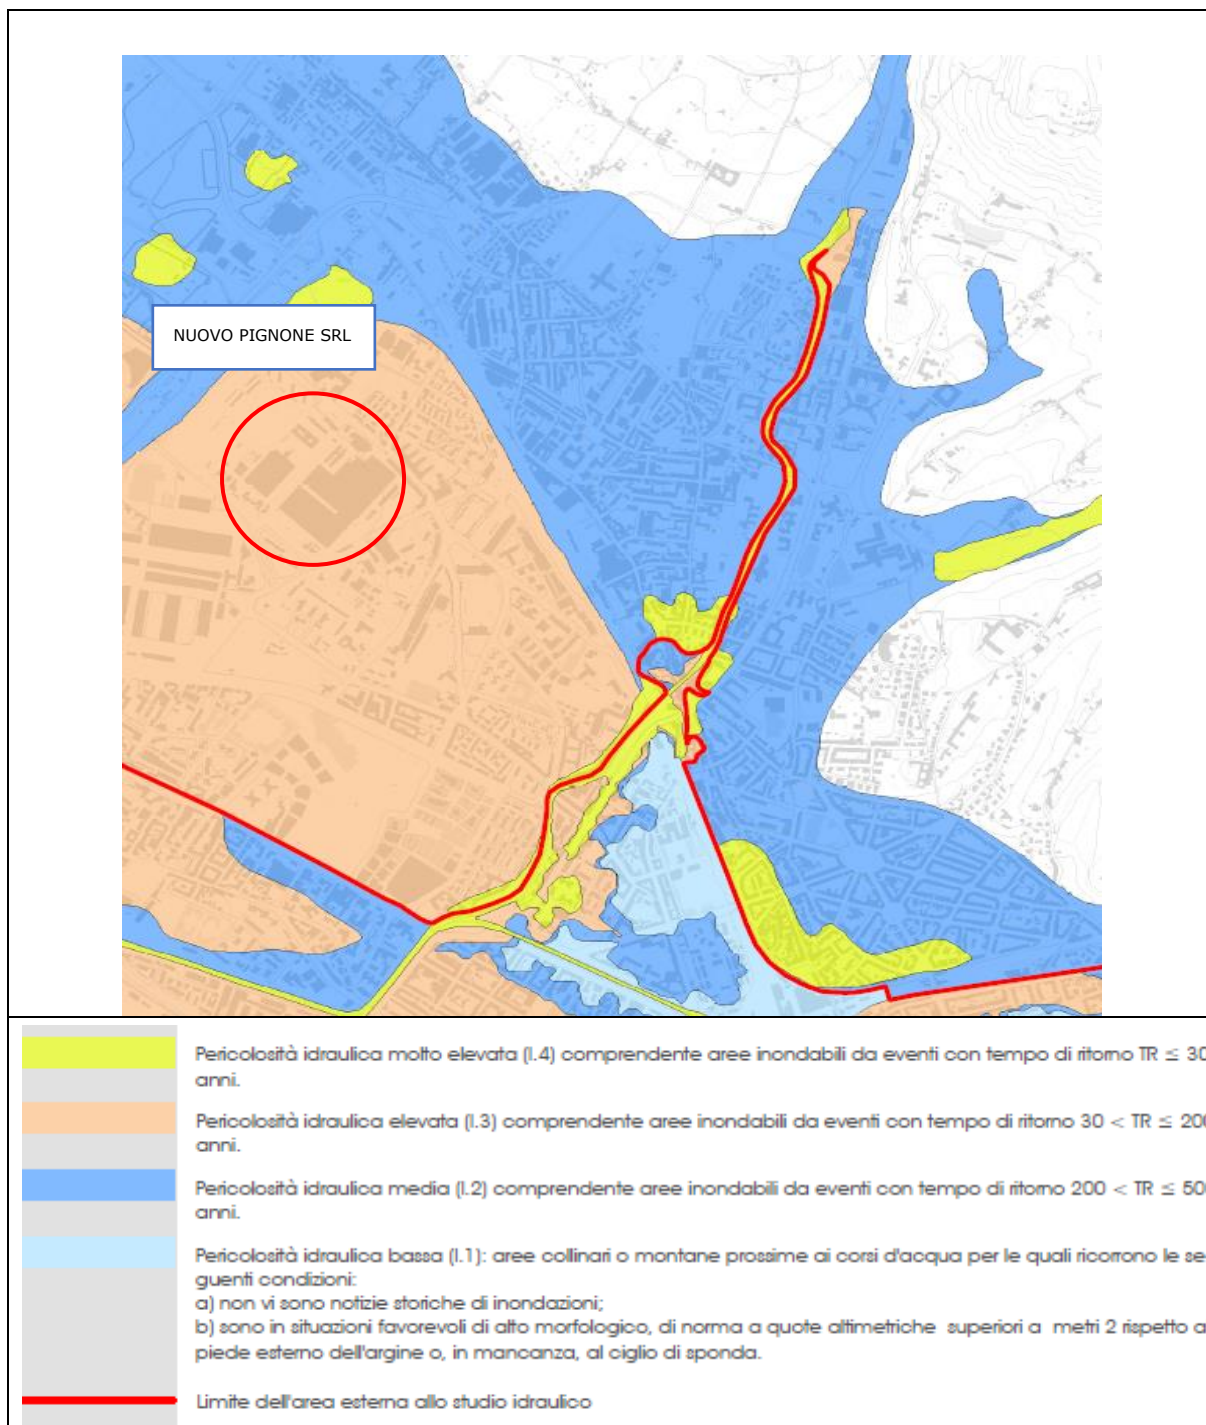 NUOVO PIGNONE SRL
Pericolosità idraulica molto elevata (I.4) comprendente aree inondabili da eventi con tempo di ritorno TR ≤ 30
anni.
Pericolosità idraulica elevata (I.3) comprendente aree inondabili da eventi con tempo di ritorno 30 < TR ≤ 200
anni.
Pericolosità idraulica media (I.2) comprendente aree inondabili da eventi con tempo di ritorno 200 < TR ≤ 50
anni.
Pericolosità idraulica bassa (I.1): aree collinari o montane prossime ai corsi d'acqua per le quali ricorrono le se-
guenti condizioni:
a) non vi sono notizie storiche di inondazioni;
b) sono in situazioni favorevoli di alto morfologico, di norma a quote altimetriche superiori a metri 2 rispetto a
piede esterno dell'argine o, in mancanza, al ciglio di sponda.
Limite dell'area esterna allo studio idraulico